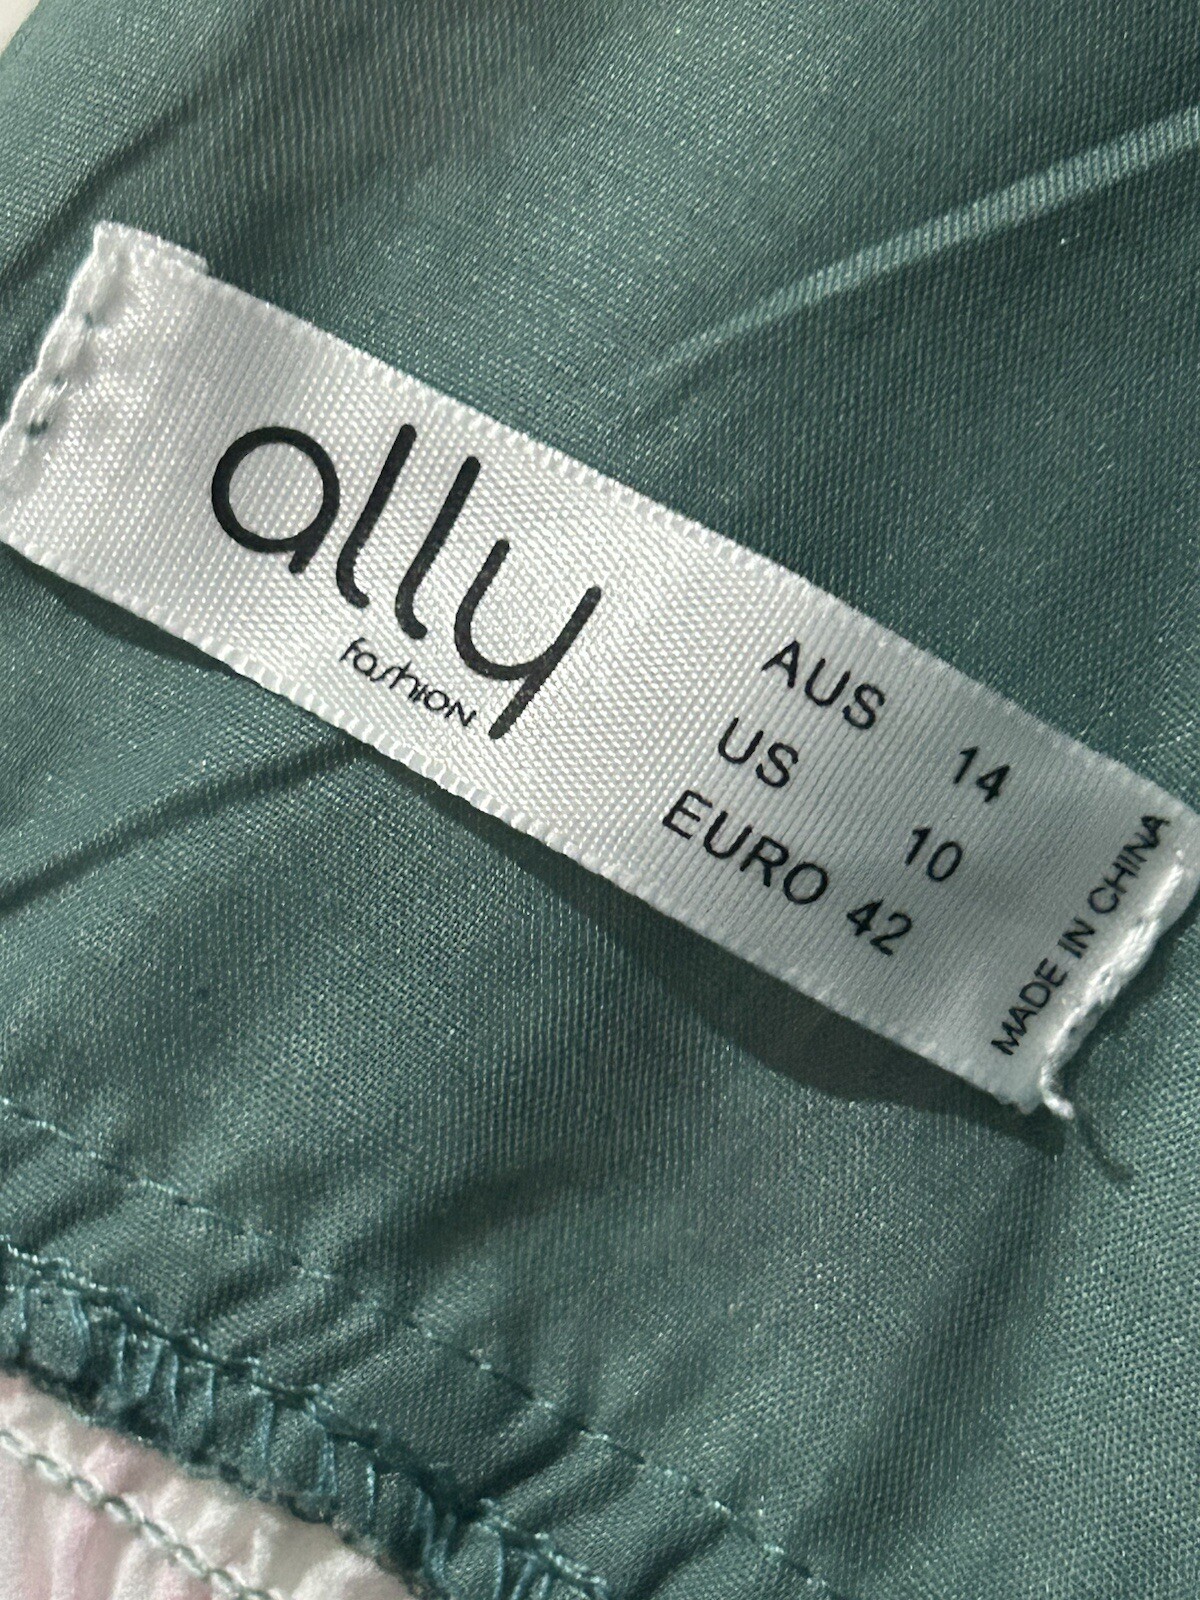 ally
fashion
AUS 14
US 10
EURO 42
MADE IN CHINA